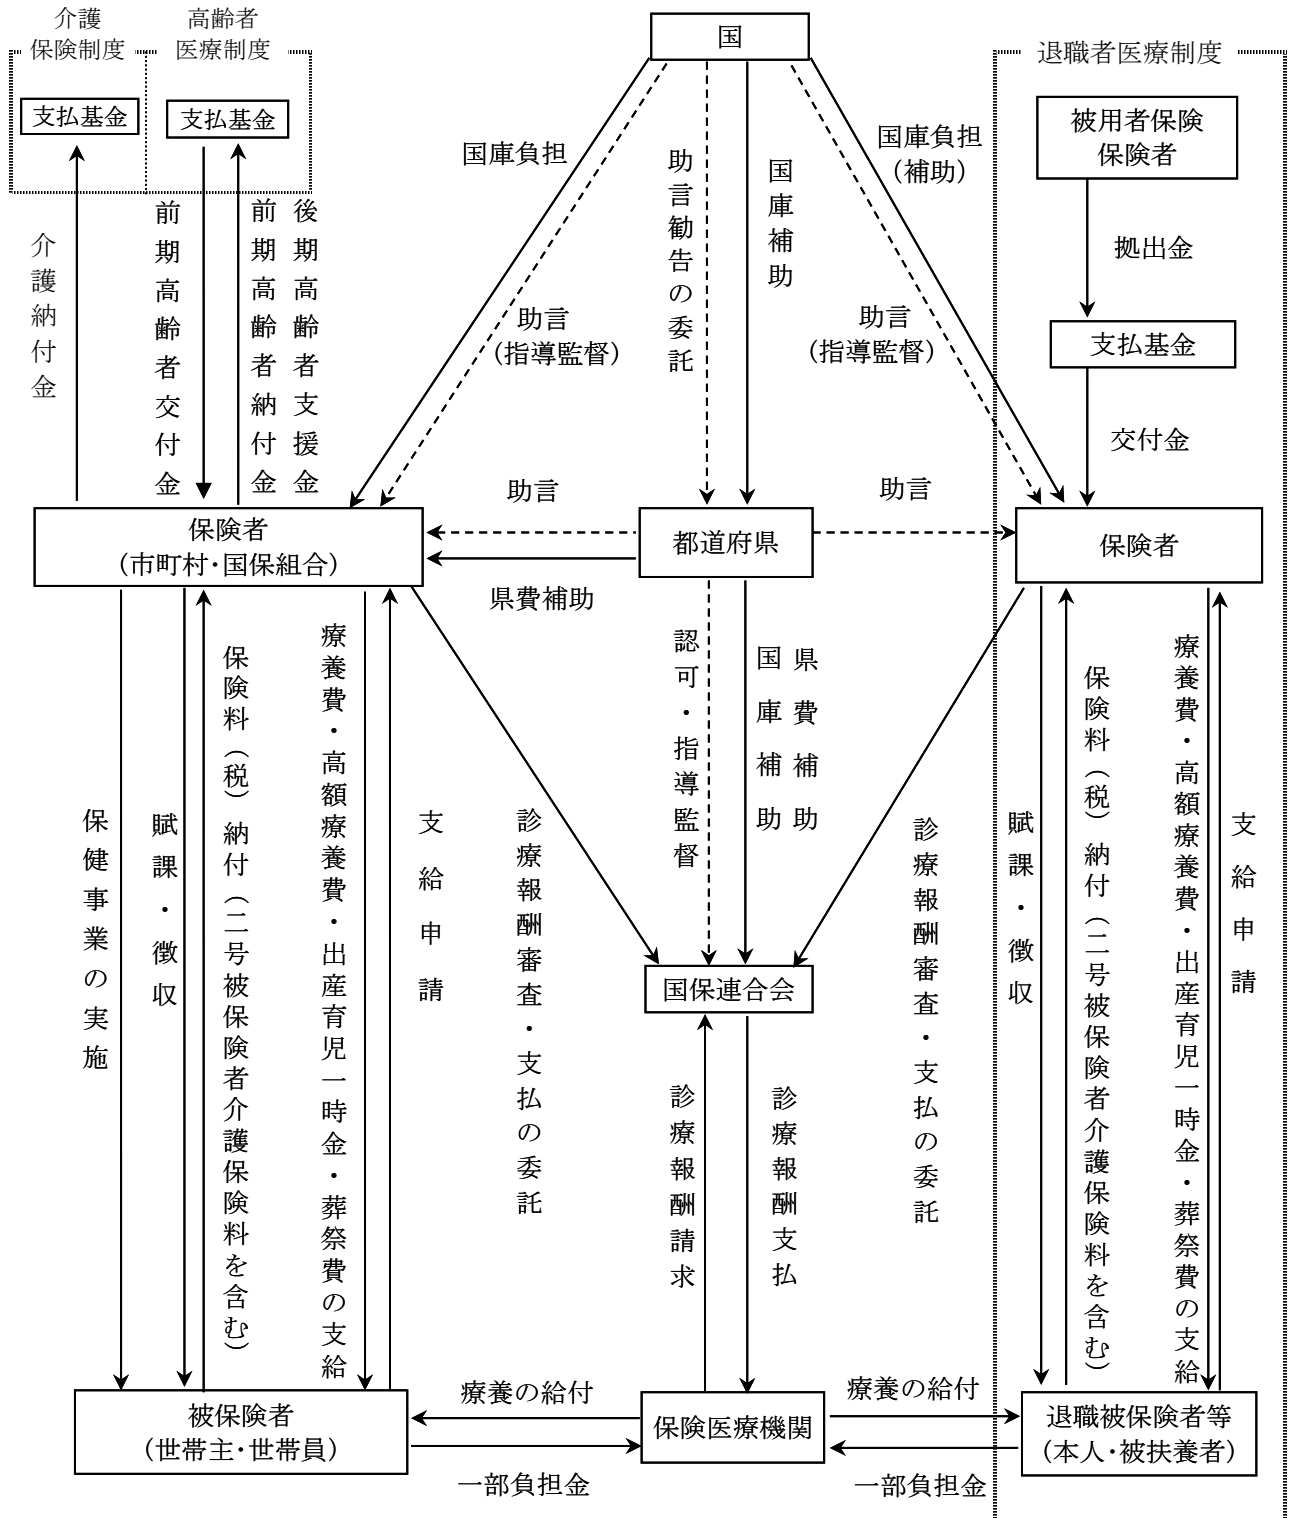 介護
保険制度
高齢者
医療制度
国
退職者医療制度
支払基金
支払基金
被用者保険
保険者
国庫負担
助言勧告の委託
国庫補助
国庫負担
（補助）
拠出金
介護納付金
前期高齢者交付金
前期高齢者納付金
後期高齢者支援金
助言
（指導監督）
助言
（指導監督）
支払基金
交付金
助言
助言
保険者
（市町村・国保組合）
都道府県
保険者
県費補助
認可・指導監督
国庫補助
県費補助
保健事業の実施
賦課・徴収
保険料（税）納付（二号被保険者介護保険料を含む）
療養費・高額療養費・出産育児一時金・葬祭費の支給
支給申請
診療報酬審査・支払の委託
診療報酬審査・支払の委託
賦課・徴収
保険料（税）納付（二号被保険者介護保険料を含む）
療養費・高額療養費・出産育児一時金・葬祭費の支給
支給申請
国保連合会
診療報酬請求
診療報酬支払
療養の給付
療養の給付
被保険者
（世帯主・世帯員）
保険医療機関
退職被保険者等
（本人・被扶養者）
一部負担金
一部負担金